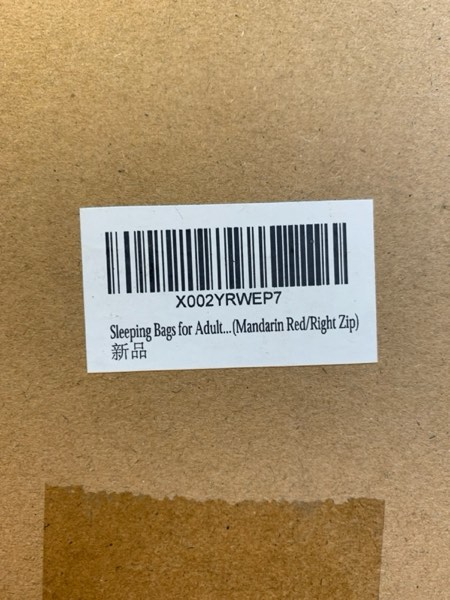 X002YRWEP7
Sleeping Bags for Adult...(Mandarin Red/Right Zip)
新品